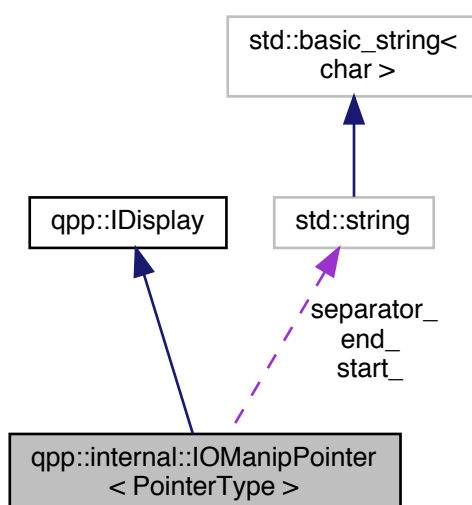 std::basic_string<
char >
qpp::IDisplay
std::string
separator_
end_
start_
qpp::internal::IOManipPointer
< PointerType >